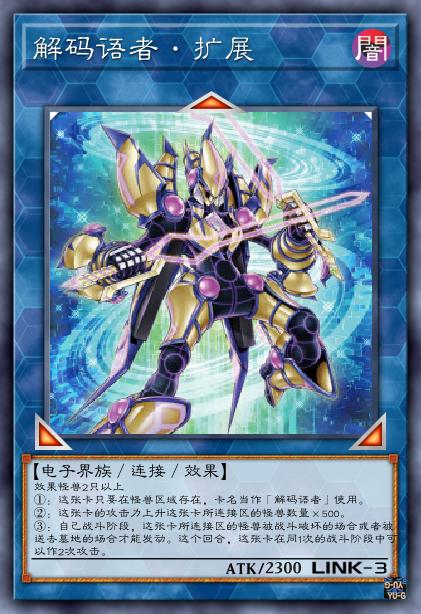 解码语者・扩展
闇
【电子界族/连接/效果】
效果怪兽2只以上
①：这张卡只要在怪兽区域存在，卡名当作「解码语者」使用。
②：这张卡的攻击力上升这张卡所连接区的怪兽数量×500。
③：自己战斗阶段，这张卡所连接区的怪兽被战斗破坏的场合或者被
送去墓地的场合才能发动。这个回合，这张卡在同1次的战斗阶段中可
以作2次攻击。
ATK/2300 LINK-3